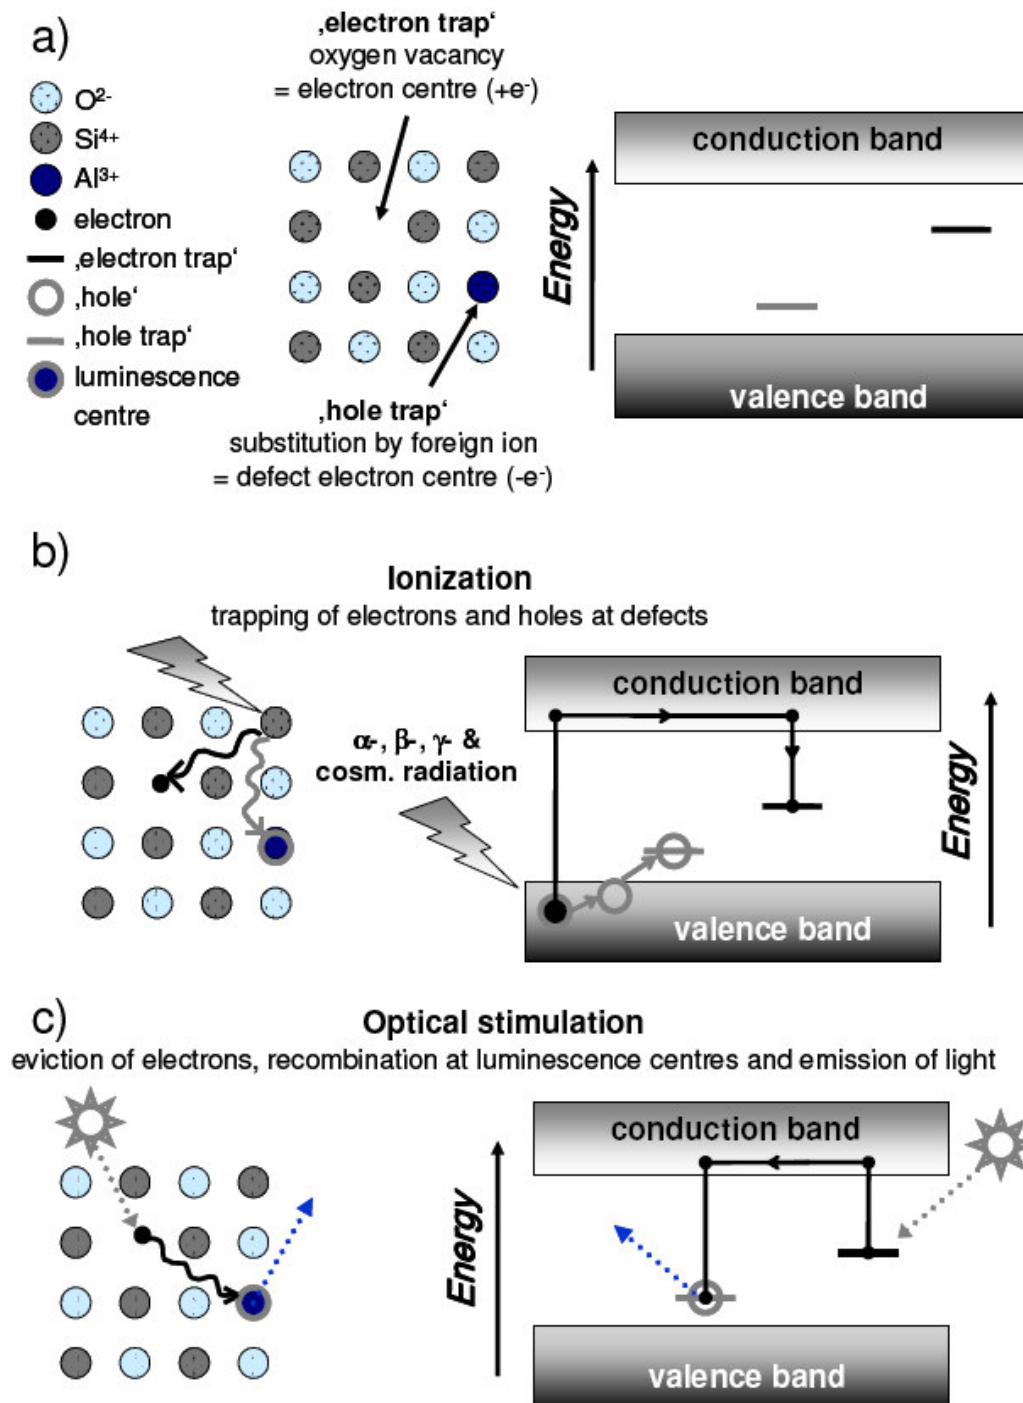 a)
‚electron trap‘
oxygen vacancy
= electron centre (+e⁻)
O²⁻
Si⁴⁺
Al³⁺
electron
‚electron trap‘
‚hole‘
‚hole trap‘
luminescence
centre
‚hole trap‘
substitution by foreign ion
= defect electron centre (-e⁻)
Energy
conduction band
valence band
b)
Ionization
trapping of electrons and holes at defects
α-, β-, γ- &
cosm. radiation
conduction band
valence band
Energy
c)
Optical stimulation
eviction of electrons, recombination at luminescence centres and emission of light
Energy
conduction band
valence band